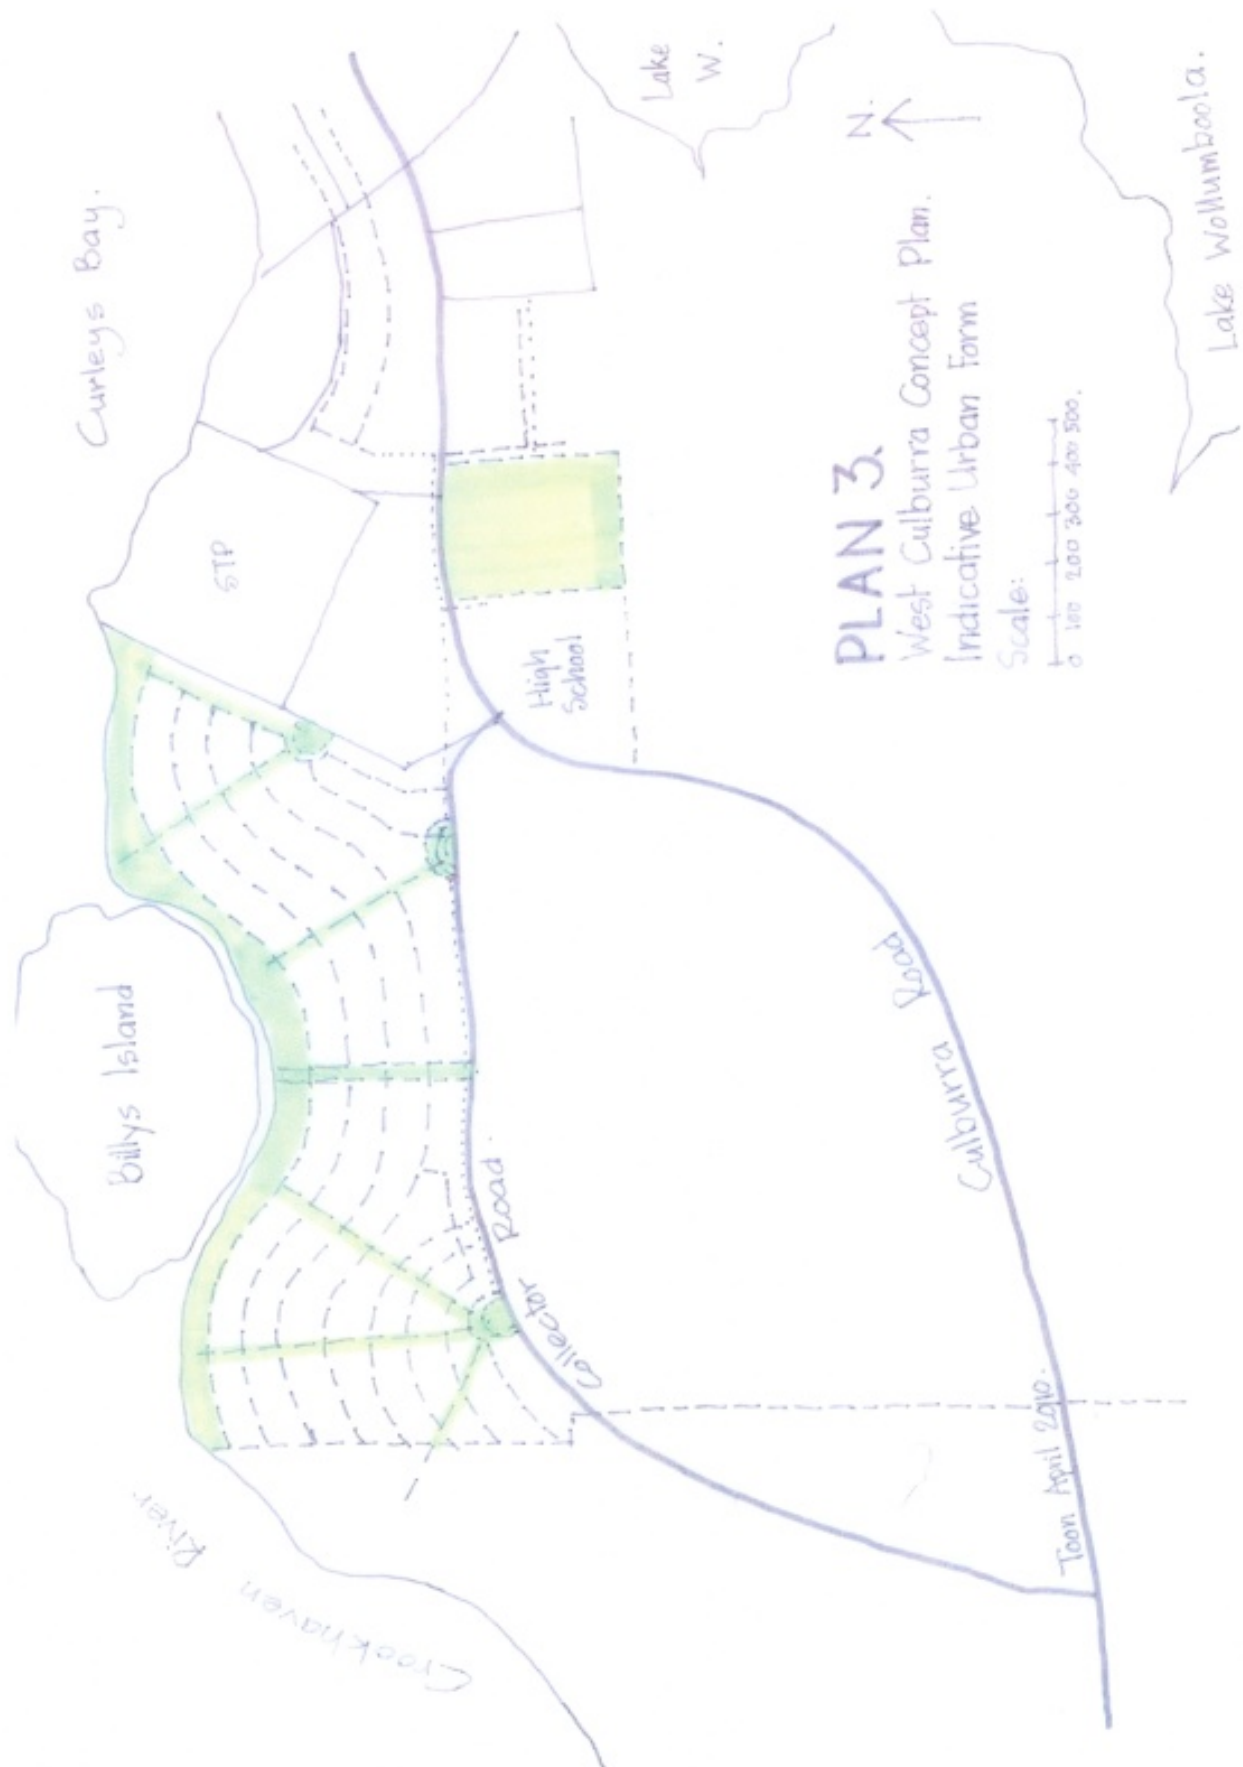 Curleys Bay.
Lake
W.
N.
Lake Wollumboola.
STP
High
School
Billys Island
PLAN 3.
West Culburra Concept Plan.
Indicative Urban Form
Scale:
0 100 200 300 400 500.
Culburra Road
Collector Road.
Crookhaven River
Toon April 2010.